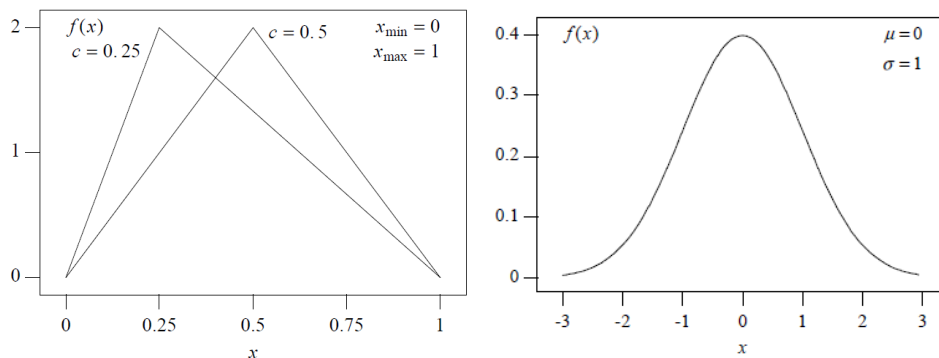 2
f(x)
x_min = 0
c = 0.25
c = 0.5
x_max = 1
1
0
0
0.25
0.5
0.75
1
x
0.4
f(x)
μ = 0
σ = 1
0.3
0.2
0.1
0
-3
-2
-1
0
1
2
3
x